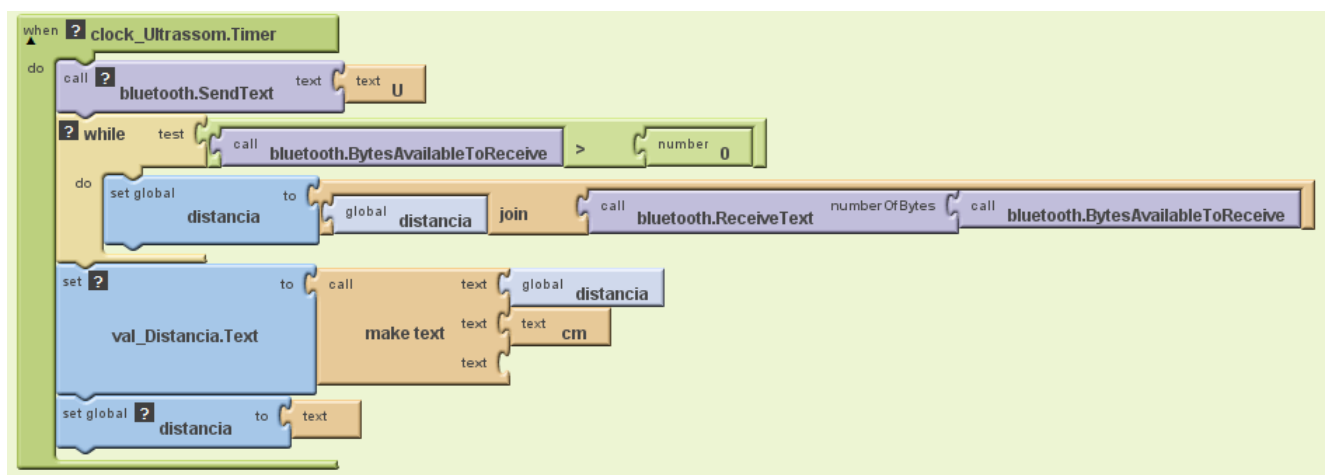 when ? clock_Ultrassom.Timer
do
call ? bluetooth.SendText text text U
? while test call bluetooth.BytesAvailableToReceive > number 0
do
set global distancia to global distancia join call bluetooth.ReceiveText numberOfBytes call bluetooth.BytesAvailableToReceive
set ? val_Distancia.Text to call make text text global distancia
text text cm
text
set global ? distancia to text